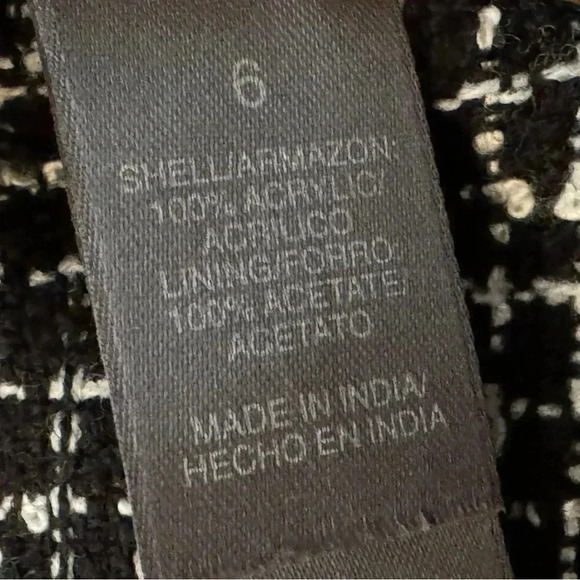 6
SHELL/ARMAZON:
100% ACRYLIC/
ACRILICO
LINING/FORRO:
100% ACETATE/
ACETATO
MADE IN INDIA/
HECHO EN INDIA